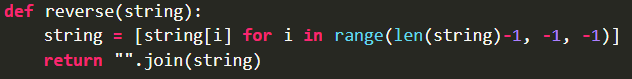 def reverse(string):
    string = [string[i] for i in range(len(string)-1, -1, -1)]
    return "".join(string)